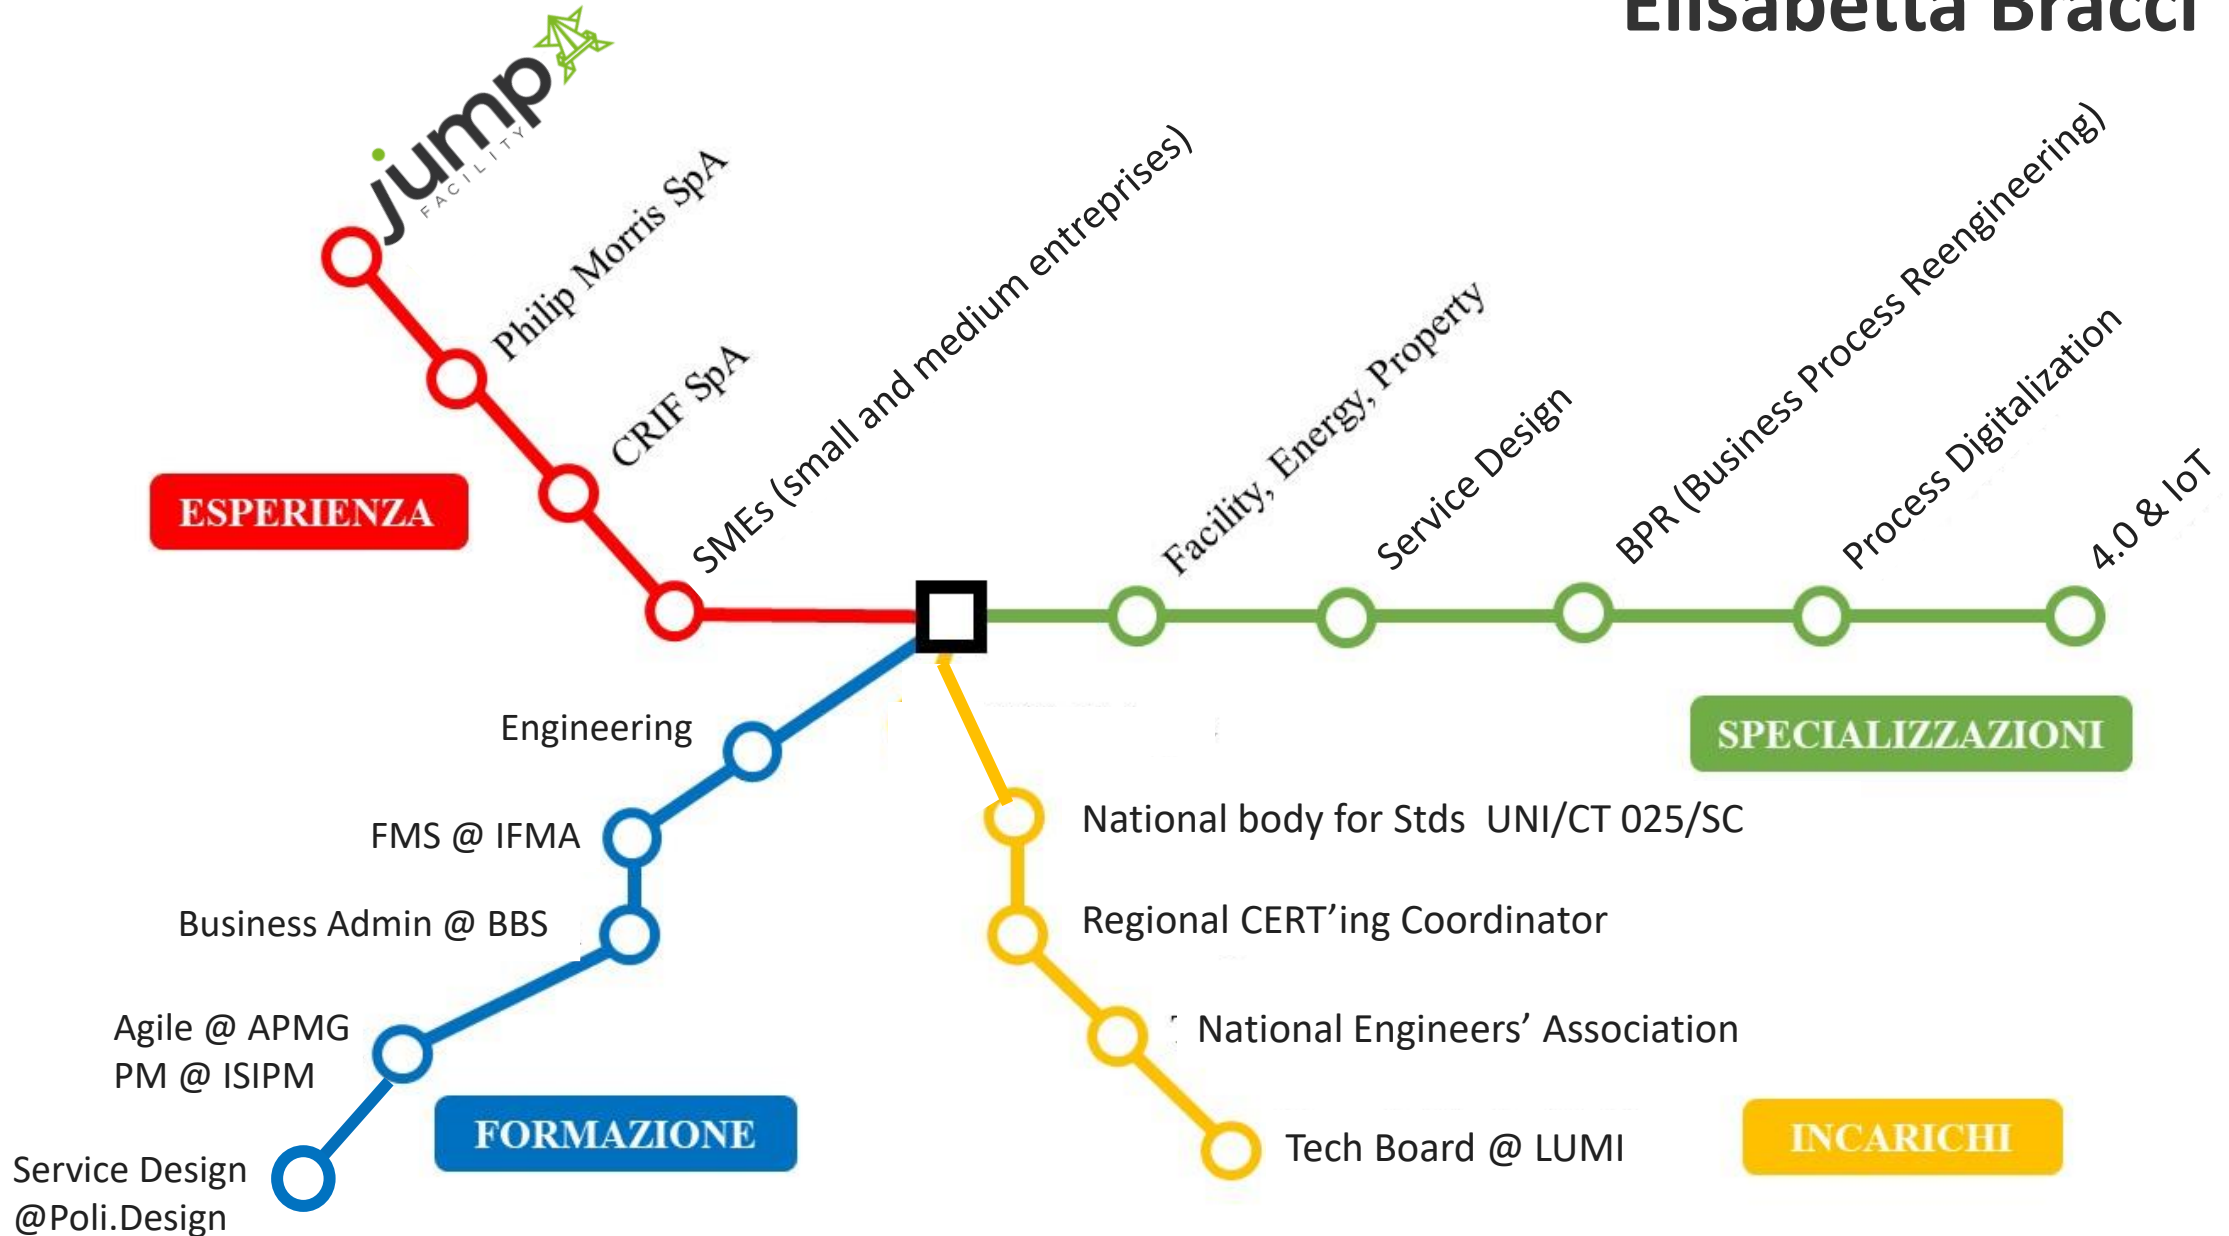 Elisabetta Bracci
jump
FACILITY
Philip Morris SpA
CRIF SpA
SMEs (small and medium entreprises)
ESPERIENZA
Facility, Energy, Property
Service Design
BPR (Business Process Reengineering)
Process Digitalization
4.0 & IoT
SPECIALIZZAZIONI
Engineering
FMS @ IFMA
Business Admin @ BBS
Agile @ APMG
PM @ ISIPM
Service Design
@Poli.Design
FORMAZIONE
National body for Stds UNI/CT 025/SC
Regional CERT’ing Coordinator
National Engineers’ Association
Tech Board @ LUMI
INCARICHI